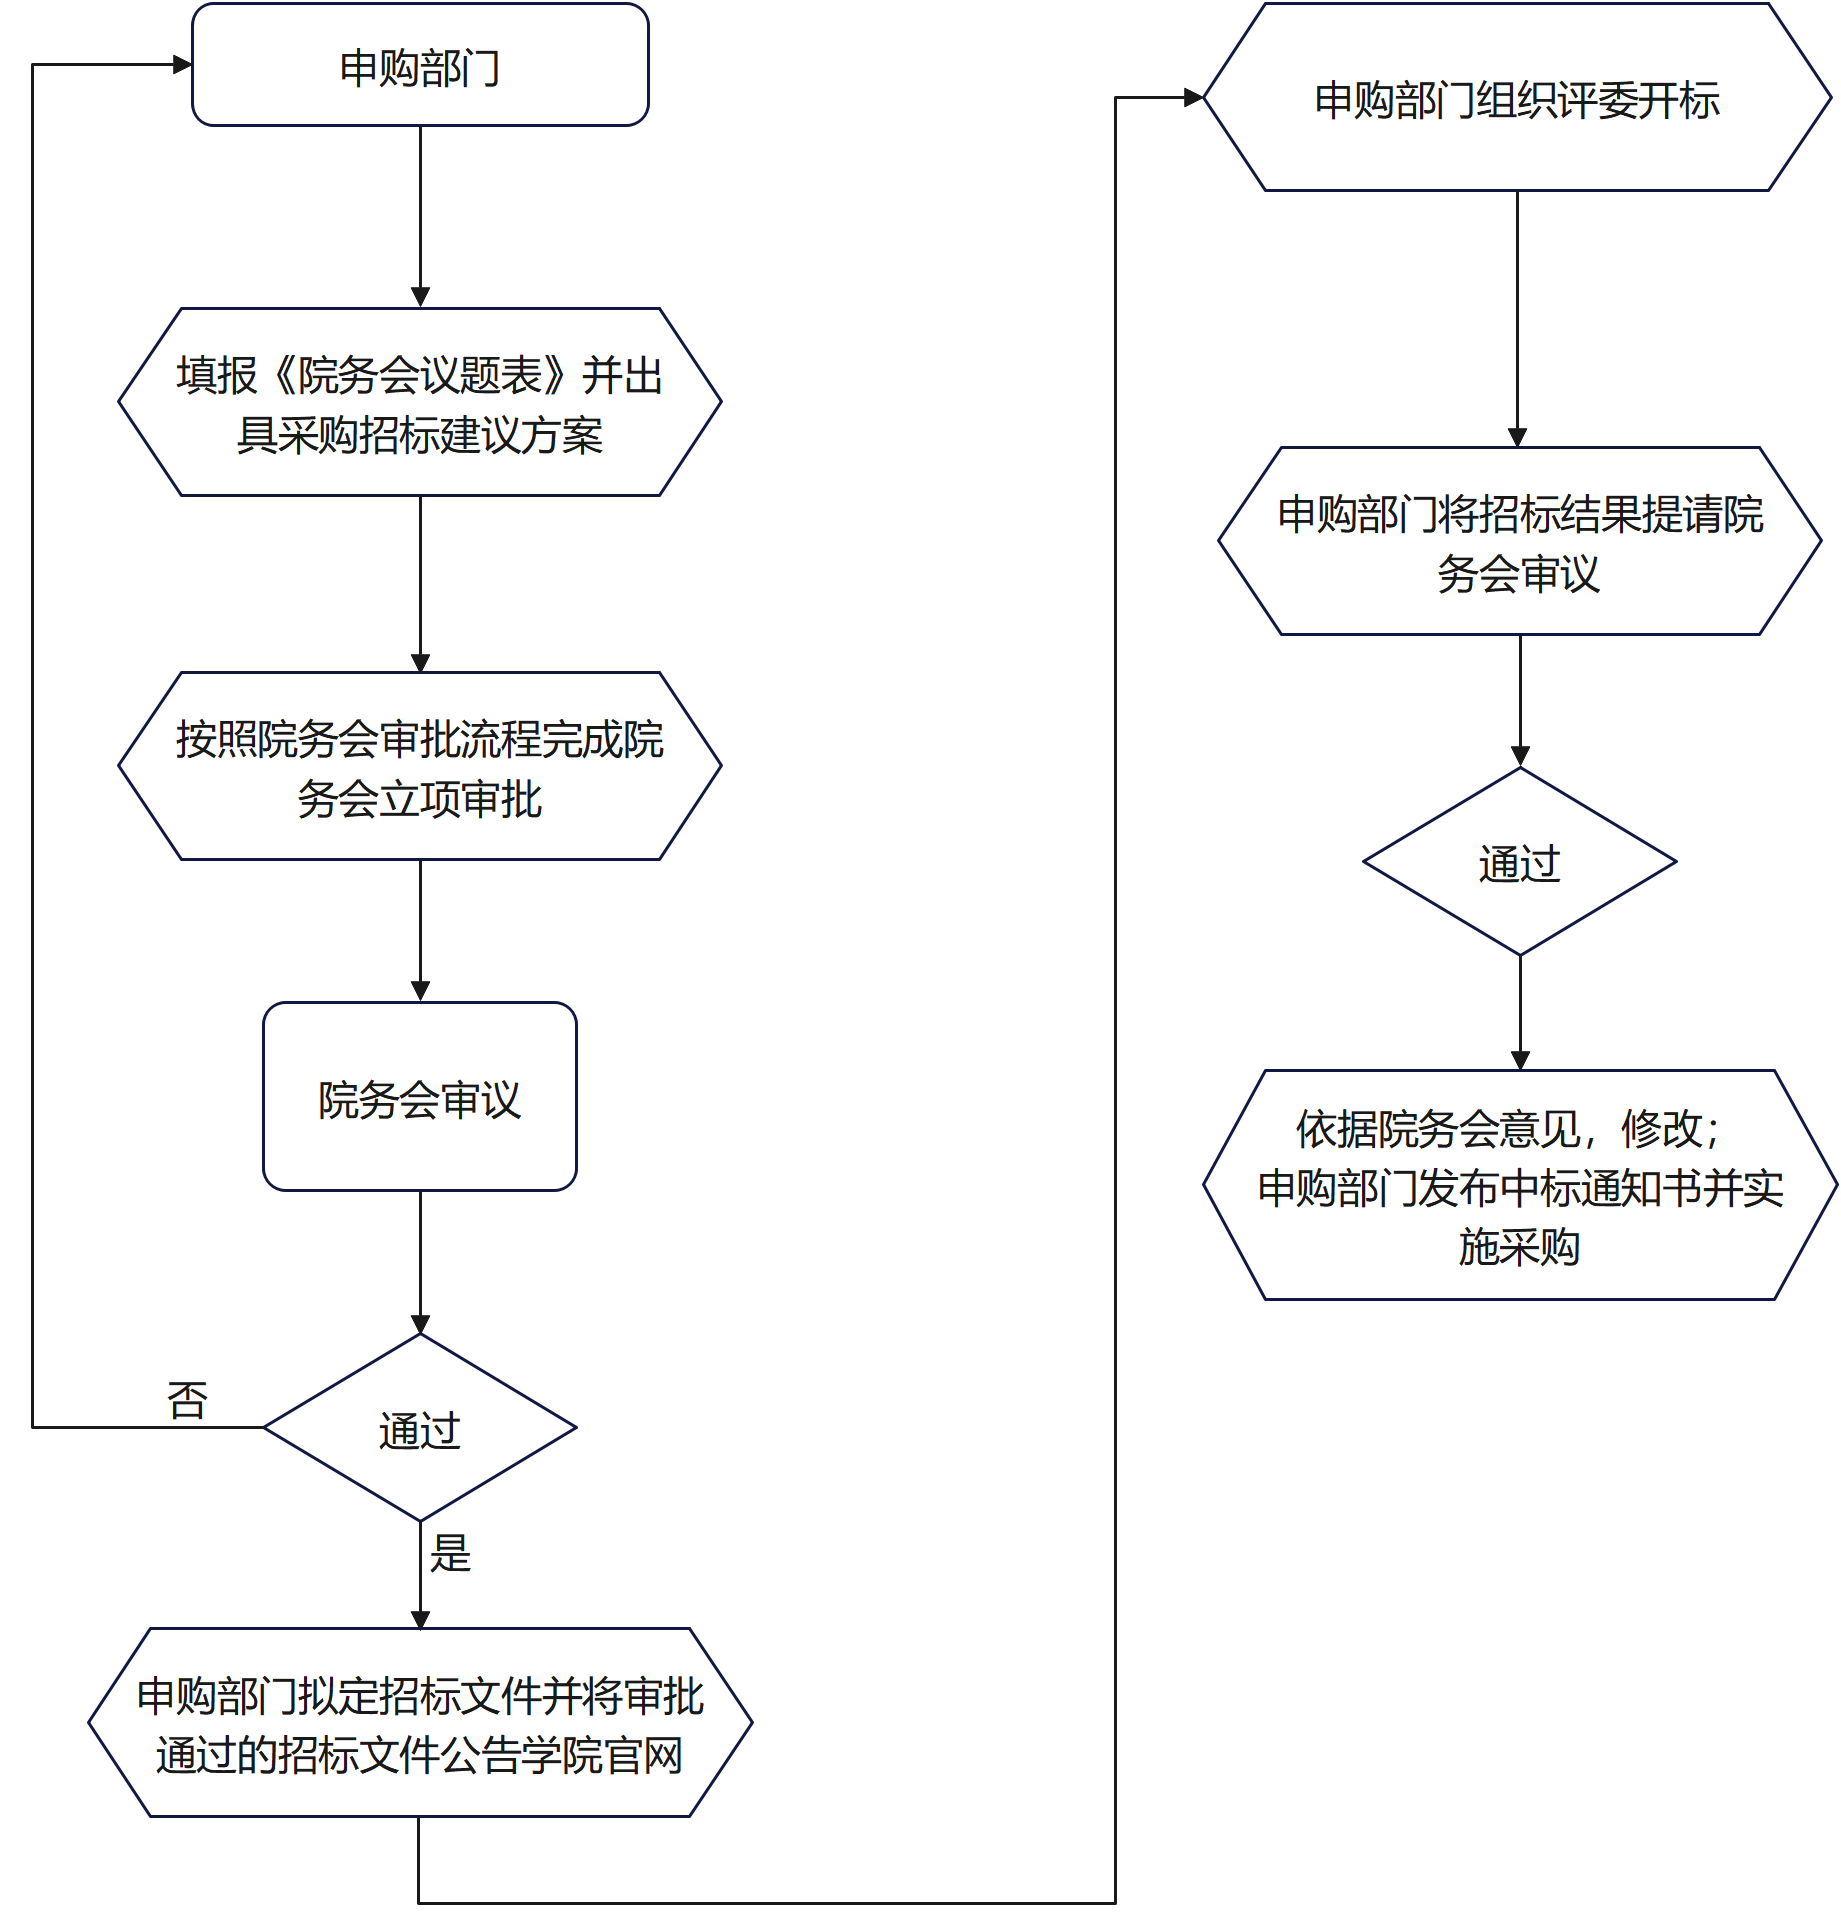 申购部门
填报《院务会议题表》并出
具采购招标建议方案
按照院务会审批流程完成院
务会立项审批
院务会审议
否
通过
是
申购部门拟定招标文件并将审批
通过的招标文件公告学院官网
申购部门组织评委开标
申购部门将招标结果提请院
务会审议
通过
依据院务会意见，修改；
申购部门发布中标通知书并实
施采购